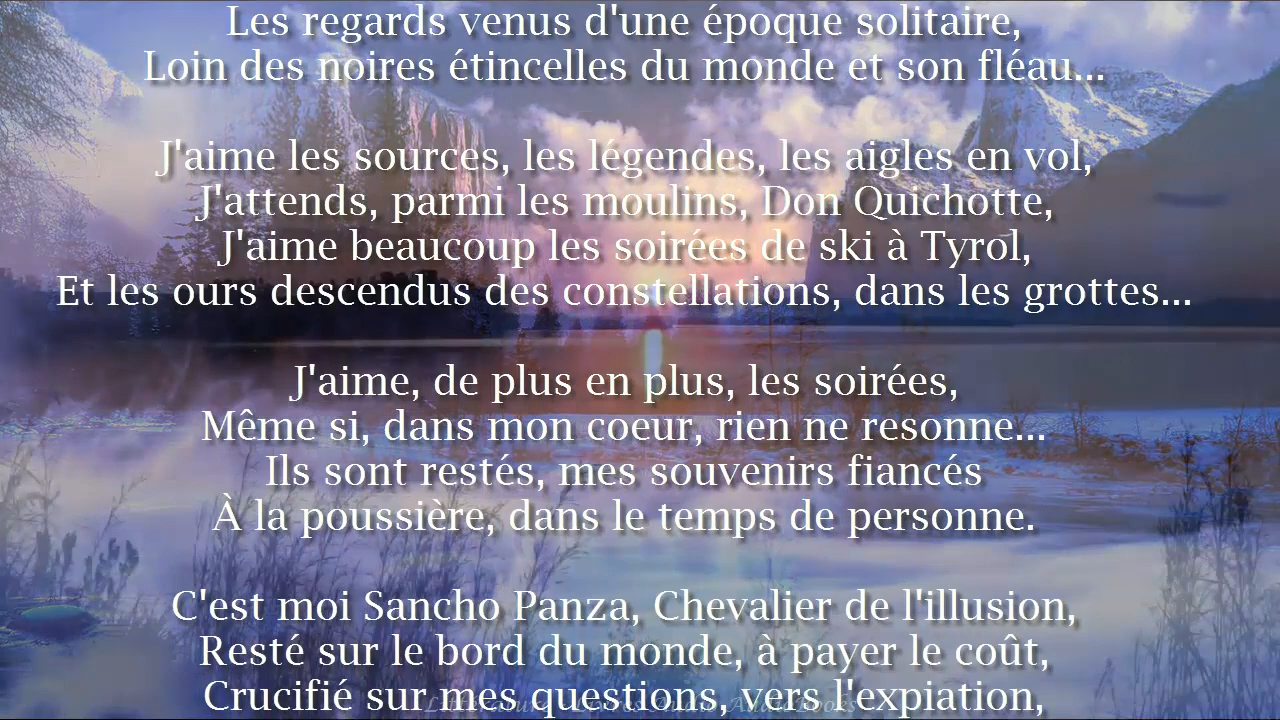 Les regards venus d'une époque solitaire,
Loin des noires étincelles du monde et son fléau...
J'aime les sources, les légendes, les aigles en vol,
J'attends, parmi les moulins, Don Quichotte,
J'aime beaucoup les soirées de ski à Tyrol,
Et les ours descendus des constellations, dans les grottes...
J'aime, de plus en plus, les soirées,
Même si, dans mon coeur, rien ne resonne...
Ils sont restés, mes souvenirs fiancés
À la poussière, dans le temps de personne.
C'est moi Sancho Panza, Chevalier de l'illusion,
Resté sur le bord du monde, à payer le coût,
Crucifié sur mes questions, vers l'expiation,